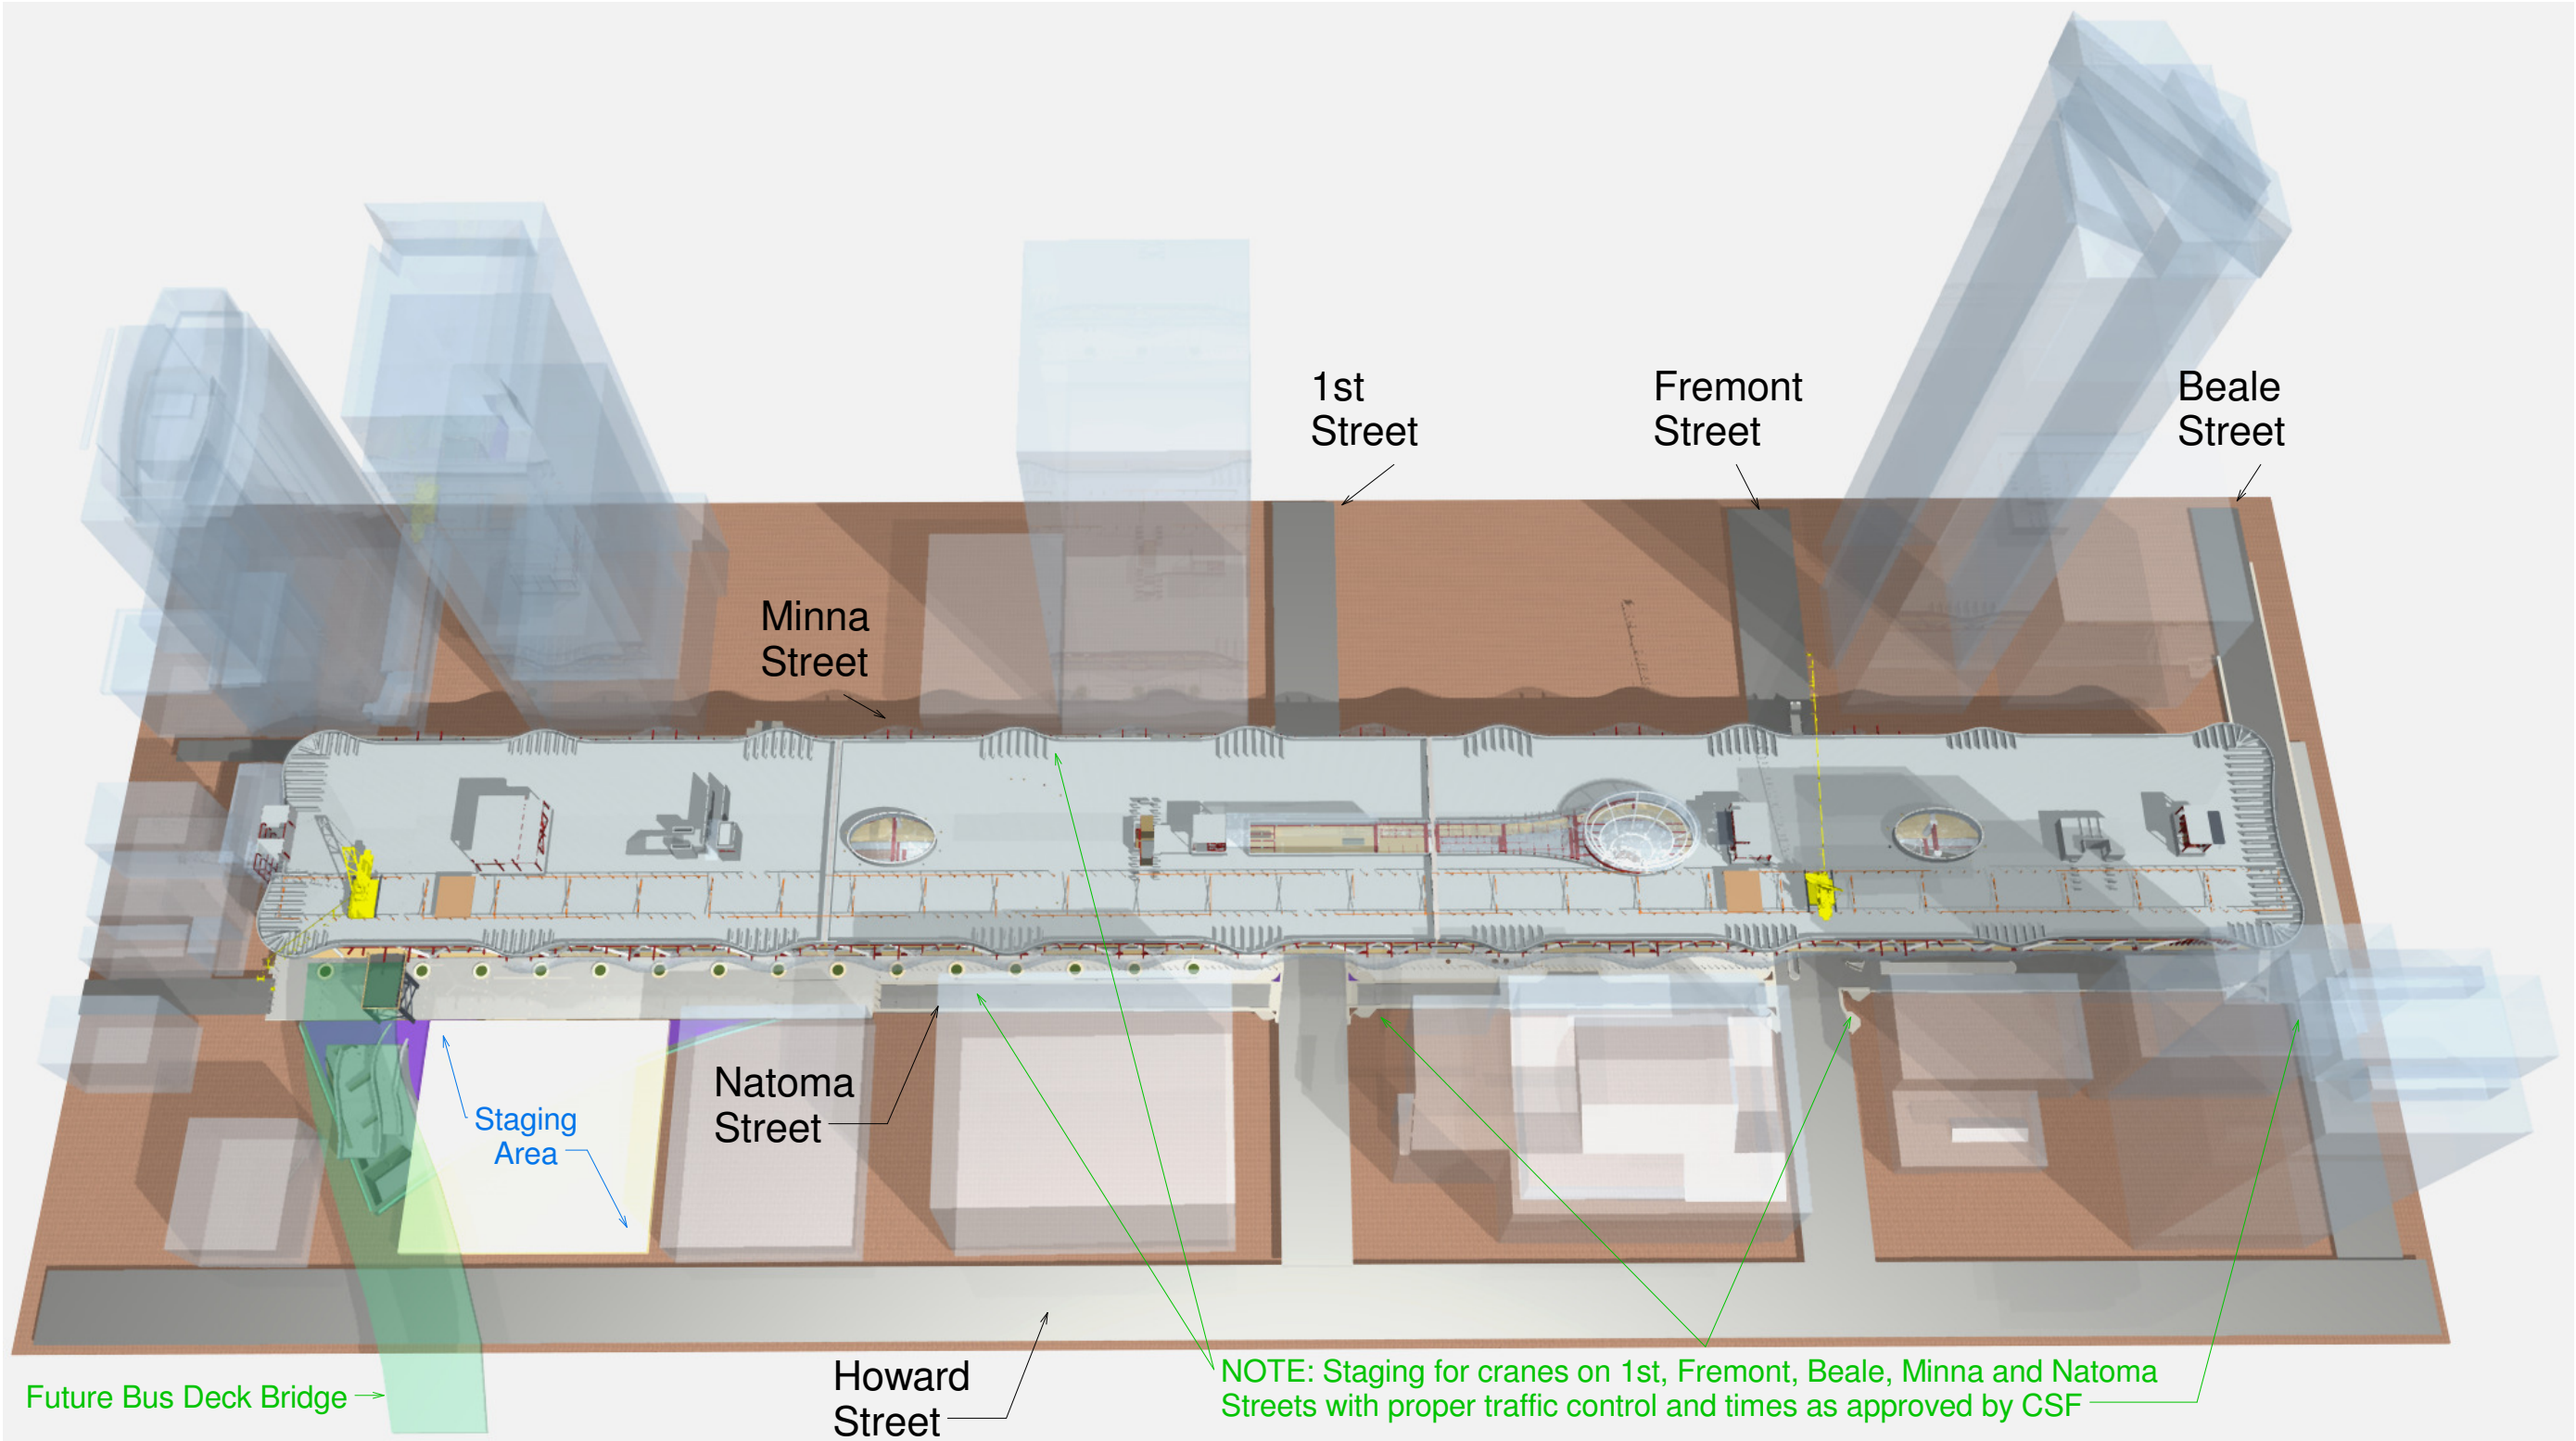 1st
Street
Fremont
Street
Beale
Street
Minna
Street
Natoma
Street
Staging
Area
Howard
Street
Future Bus Deck Bridge
NOTE: Staging for cranes on 1st, Fremont, Beale, Minna and Natoma
Streets with proper traffic control and times as approved by CSF